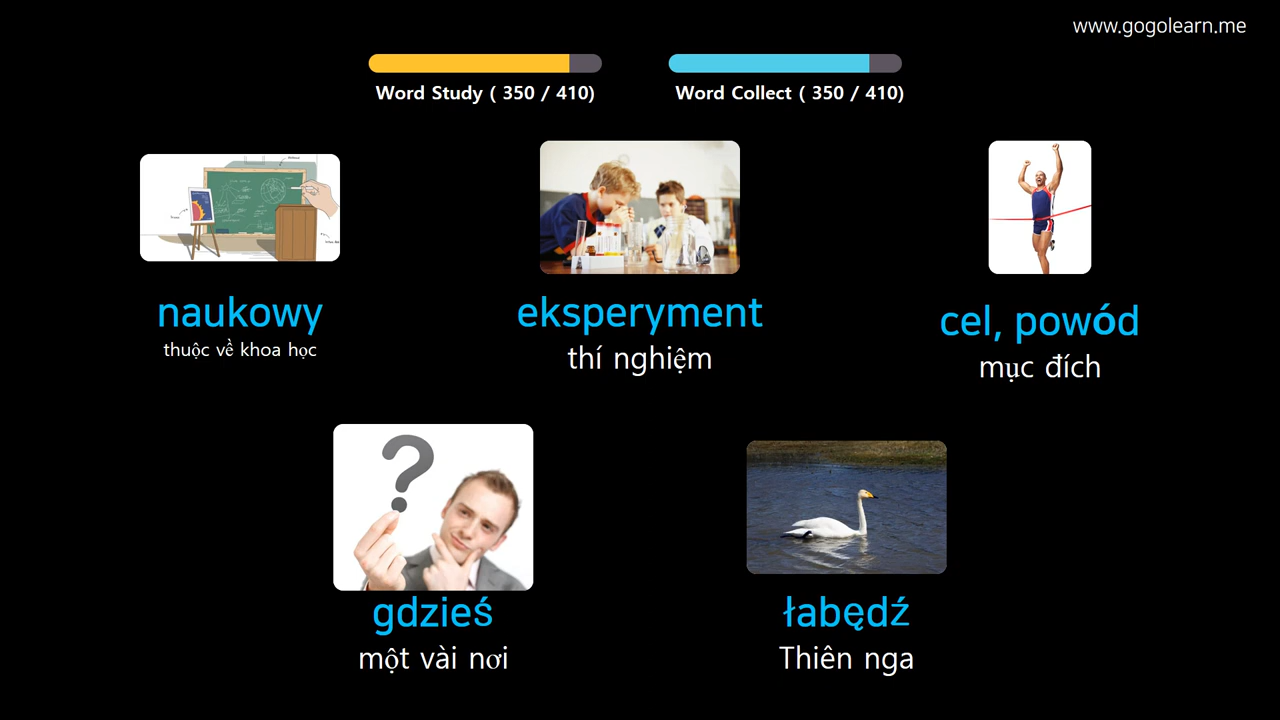 www.gogolearn.me
Word Study ( 350 / 410)
Word Collect ( 350 / 410)
naukowy
thuộc về khoa học
eksperyment
thí nghiệm
cel, powód
mục đích
gdzieś
một vài nơi
łabędź
Thiên nga